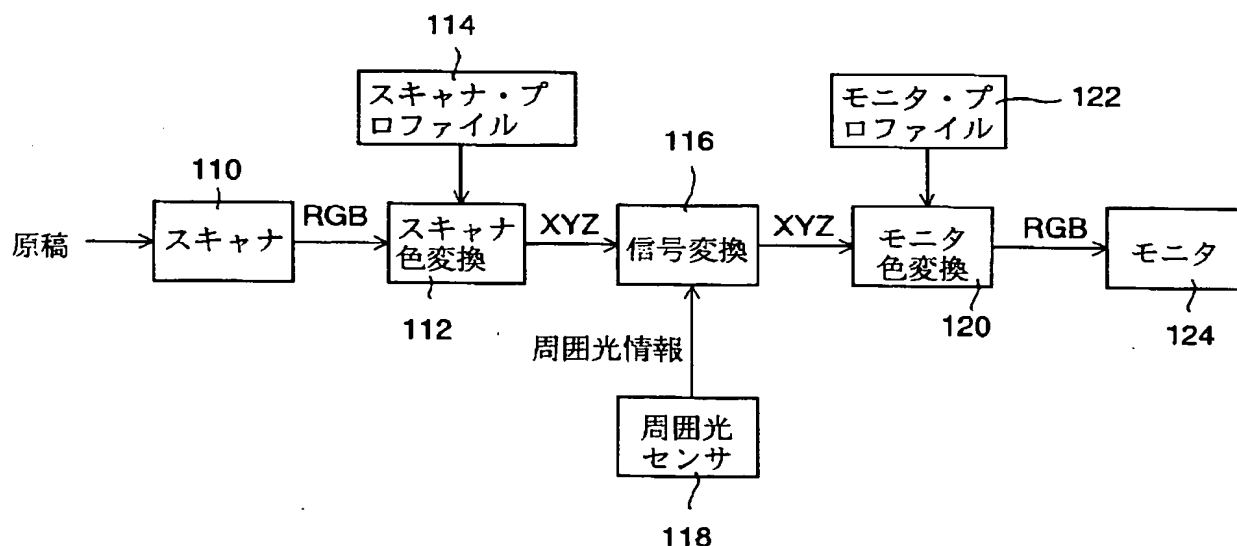 114
スキャナ・プ
ロファイル
モニタ・プ
ロファイル
122
110
116
原稿
スキャナ
RGB
スキャナ
色変換
XYZ
信号変換
XYZ
モニタ
色変換
RGB
モニタ
112
120
124
周囲光情報
周囲光
センサ
118